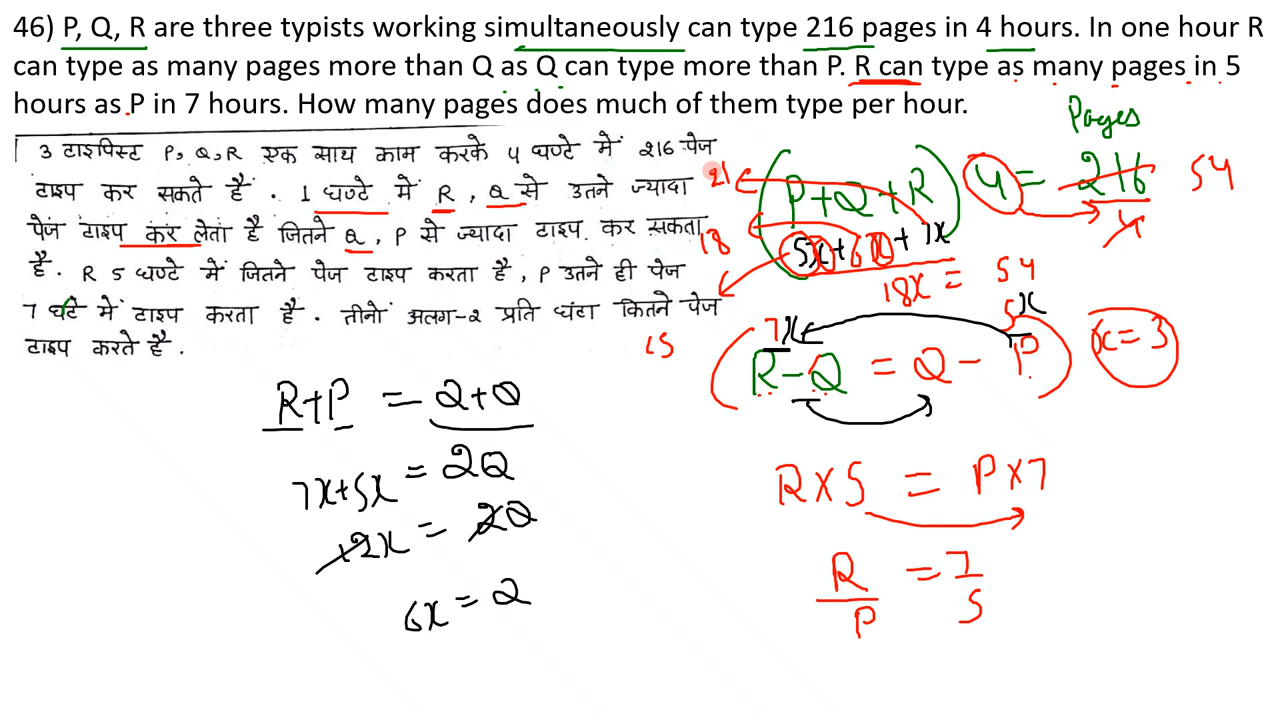 46) P, Q, R are three typists working simultaneously can type 216 pages in 4 hours. In one hour R
can type as many pages more than Q as Q can type more than P. R can type as many pages in 5
hours as P in 7 hours. How many pages does much of them type per hour.
3 टाइपिस्ट P, Q, R एक साथ काम करके 4 घण्टे में 216 पेज
टाइप कर सकते हैं. 1 घण्टे में R, Q से उतने ज्यादा
पेज टाइप कर लेता है जितने Q, P से ज्यादा टाइप कर सकता
है. R 5 घण्टे में जितने पेज टाइप करता है, P उतने ही पेज
7 घंटे में टाइप करता है. तीनों अलग-2 प्रति घंटा कितने पेज
टाइप करते है.
Pages
(P+Q+R) 4 = 216 54
4
21
18
15
5x+6x+7x
18x = 54
7x 5x
(R-Q = Q-P)
x=3
R+P = Q+Q
7x+5x = 2Q
12x = 2Q
6x = Q
R×5 = P×7
R = 7
P 5